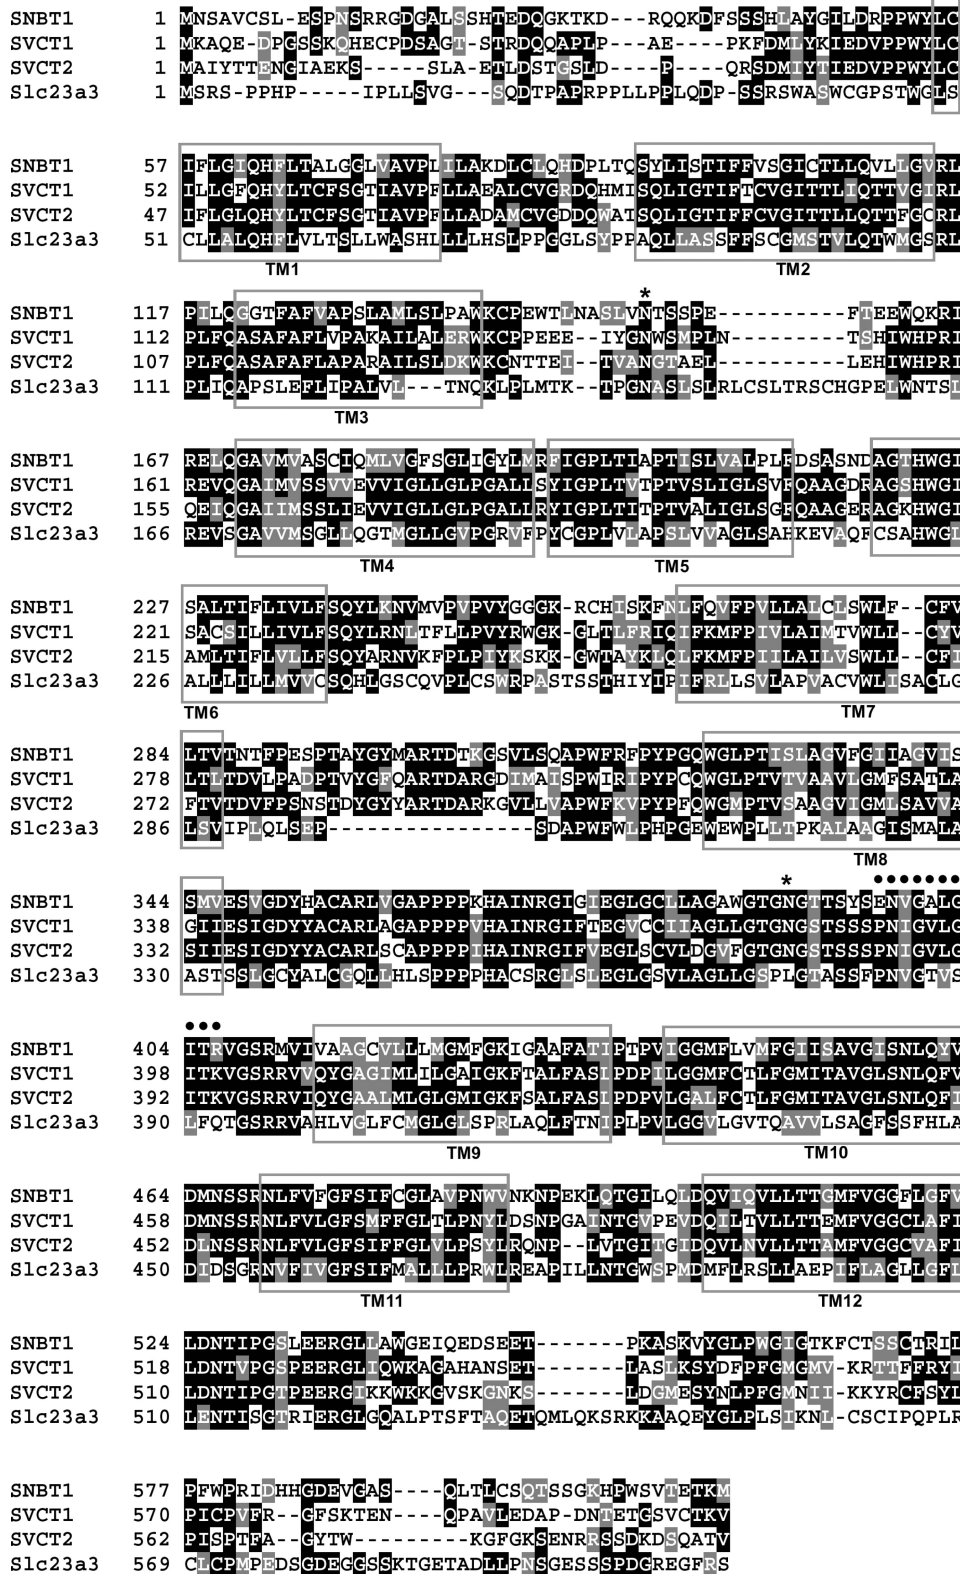 SNBT1 1 MNSAVCSL-ESPNSRRGDGALSSHTEDQGKTKD---RQQKDFSSSHLAYGILDRPPWYLC
SVCT1 1 MKAQE-DPGSSKQHECPDSAGT-STRDQQAPLP----AE----PKFDMLYKIEDVPPWYLC
SVCT2 1 MAIYTTENGIAEKS-----SLA-ETLDSTGSLD----P----QRSDMIYTIEDVPPWYLC
Slc23a3 1 MSRS-PPHP-----IPLLSVG---SQDTPAPRPPLLPPLQDP-SSRSWASWCGPSTWGLS
SNBT1 57 IFLGIQHFLTALGGLVAVPLILAKDLCLQHDPLTQSYLISTIFFVSGICTLLQVLLGVRL
SVCT1 52 ILLGFQHYLTCFSGTIAVPFLLAEALCVGRDQHMISQLIGTIFTCVGITTLIQTTVGIRL
SVCT2 47 IFLGLQHYLTCFSGTIAVPFLLADAMCVGDDQWAISQLIGTIFFCVGITTLLQTTFGCRL
Slc23a3 51 CLLALQHFLVLTSLLWASHLLLLHSLPPGGLSYPPAQLLASSFFSCGMSTVLQTWMGSRL
TM1 TM2
*
SNBT1 117 PILQGGTFAFVAPSLAMLSLPAWKCPEWTLNASLVNTSSPE----------FTEEWQKRI
SVCT1 112 PLFQASAFAFLVPAKAILALERWKCPPEEE--IYGNWSMPLN---------TSHIWHPRI
SVCT2 107 PLFQASAFAFLAPARAILSLDKWKCNTTEI--TVANGTAEL----------LEHIWHPRI
Slc23a3 111 PLIQAPSLEFLIPALVL---TNQKLPLMTK--TPGNASLSLRLCSLTRSCHGPELWNTSL
TM3
SNBT1 167 RELQGAVMVASCIQMLVGFSGLIGYLMRFIGPLTIAPTISLVALPLFDSASNDAGTHWGI
SVCT1 161 REVQGAIMVSSVVEVVIGLLGLPGALLSYIGPLTVTPTVSLIGLSVFQAAGDRAGSHWGI
SVCT2 155 QEIQGAIIMSSLIEVVIGLLGLPGALLRYIGPLTITPTVALIGLSGFQAAGERAGKHWGI
Slc23a3 166 REVSGAVVMSGLLQGTMGLLGVPGRVFPYCGPLVLAPSLVVAGLSAHKEVAQFCSAHWGL
TM4 TM5
SNBT1 227 SALTIFLIVLFSQYLKNVMVPVPVYGGGK-RCHISKFNLFQVFPVLLALCLSWLF--CFV
SVCT1 221 SACSILLIVLFSQYLRNLTFLLPVYRWGK-GLTLFRIQIFKMFPIVLAIMTVWLL--CYV
SVCT2 215 AMLTIFLVLLFSQYARNVKFPLPIYKSKK-GWTAYKLQLFKMFPIILAILVSWLL--CFI
Slc23a3 226 ALLLILLMVVCSQHLGSCQVPLCSWRPASTSSTHIYIPIFRLLSVLAPVACVWLISACLG
TM6 TM7
SNBT1 284 LTVTNTFPESPTAYGYMARTDTKGSVLSQAPWFRFPYPGQWGLPTISLAGVFGIIAGVIS
SVCT1 278 LTLTDVLPADPTVYGFQARTDARGDIMAISPWIRIPYPCQWGLPTVTVAAVLGMFSATLA
SVCT2 272 FTVTDVFPSNSTDYGYYARTDARKGVLLVAPWFKVPYPFQWGMPTVSAAGVIGMLSAVVA
Slc23a3 286 LSVIPLQLSEP----------------SDAPWFWLPHPGEWEWPLLTPKALAAGISMALA
TM8
* •••••••
SNBT1 344 SMVESVGDYHACARLVGAPPPPKHAINRGIGIEGLGCLLAGAWGTGNGTTSYSENVGALG
SVCT1 338 GIIESIGDYYACARLAGAPPPPVHAINRGIFTEGVCCIIAGLLGTGNGSTSSSPNIGVLG
SVCT2 332 SIIESIGDYYACARLSCAPPPPIHAINRGIFVEGLSCVLDGVFGTGNGSTSSSPNIGVLG
Slc23a3 330 ASTSSLGCYALCGQLLHLSPPPPHACSRGLSLEGLGSVLAGLLGSPLGTASSFPNVGTVS
•••
SNBT1 404 ITRVGSRMVIVAAGCVLLLMGMFGKIGAAFATIPTPVIGGMFLVMFGIISAVGISNLQYV
SVCT1 398 ITKVGSRRVVQYGAGIMLILGAIGKFTALFASLPDPILGGMFCTLFGMITAVGLSNLQFV
SVCT2 392 ITKVGSRRVIQYGAALMLGLGMIGKFSALFASLPDPVLGALFCTLFGMITAVGLSNLQFI
Slc23a3 390 LFQTGSRRVAHLVGLFCMGLGLSPRLAQLFTNIPLPVLGGVLGVTQAVVLSAGFSSFHLA
TM9 TM10
SNBT1 464 DMNSSRNLFVFGFSIFCGLAVPNWVNKNPEKLQTGILQLDQVIQVLLTTGMFVGGFLGFV
SVCT1 458 DMNSSRNLFVLGFSMFFGLTLPNYLDSNPGAINTGVPEVDQILTVLLTTEMFVGGCLAFI
SVCT2 452 DLNSSRNLFVLGFSIFFGLVLPSYLRQNP--LVTGITGIDQVLNVLLTTAMFVGGCVAFI
Slc23a3 450 DIDSGRNVFIVGFSIFMALLLPRWLREAPILLNTGWSPMDMFLRSLLAEPIFLAGLLGFL
TM11 TM12
SNBT1 524 LDNTIPGSLEERGLLAWGEIQEDSEET-------PKASKVYGLPWGIGTKFCTSSCTRIL
SVCT1 518 LDNTVPGSPEERGLIQWKAGAHANSET-------LASLKSYDFPFGMGMV-KRTTFFRYI
SVCT2 510 LDNTIPGTPEERGIKKWKKGVSKGNKS-------LDGMESYNLPFGMNII-KKYRCFSYL
Slc23a3 510 LENTISGTRIERGLGQALPTSFTAQETQMLQKSRKKAAQEYGLPLSIKNL-CSCIPQPLR
SNBT1 577 PFWPRIDHHGDEVGAS----QLTLCSQTSSGKHPWSVTETKM
SVCT1 570 PICPVFR--GFSKTEN----QPAVLEDAP-DNTETGSVCTKV
SVCT2 562 PISPTFA--GYTW---------KGFGKSENRRSSDKDSQATV
Slc23a3 569 CLCPMPEDSGDEGGSSKTGETADLLPNSGESSSPDGREGFRS